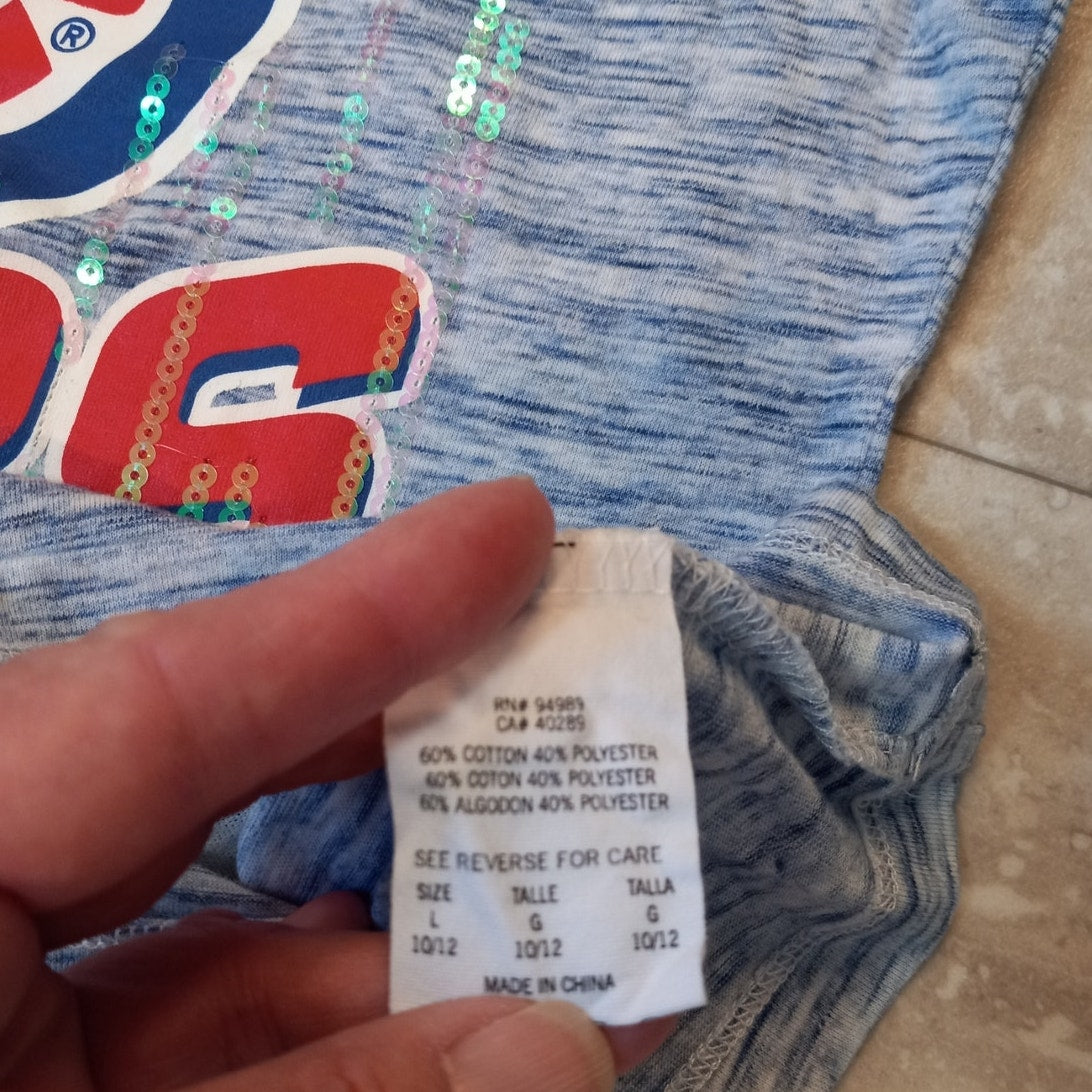 ®
RN# 94989
CA# 40289
60% COTTON 40% POLYESTER
60% COTON 40% POLYESTER
60% ALGODON 40% POLYESTER
SEE REVERSE FOR CARE
SIZE TALLE TALLA
L G G
10/12 10/12 10/12
MADE IN CHINA